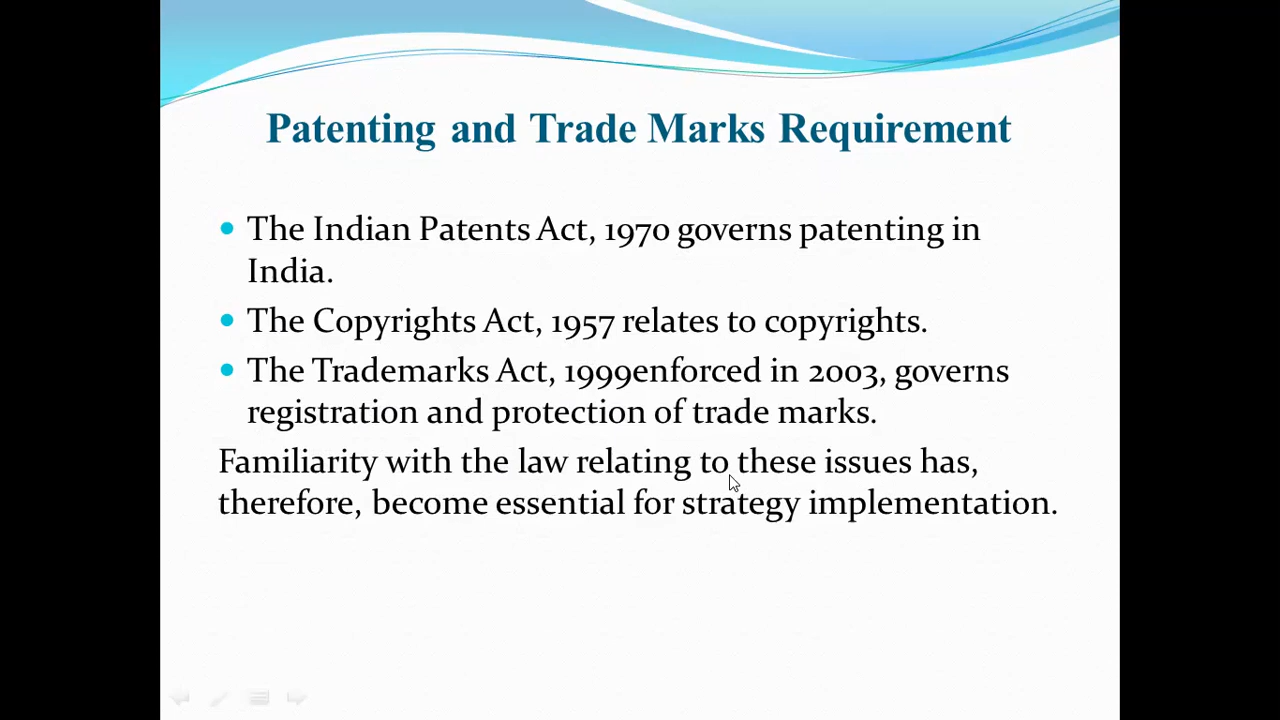 Patenting and Trade Marks Requirement
• The Indian Patents Act, 1970 governs patenting in
India.
• The Copyrights Act, 1957 relates to copyrights.
• The Trademarks Act, 1999enforced in 2003, governs
registration and protection of trade marks.
Familiarity with the law relating to these issues has,
therefore, become essential for strategy implementation.